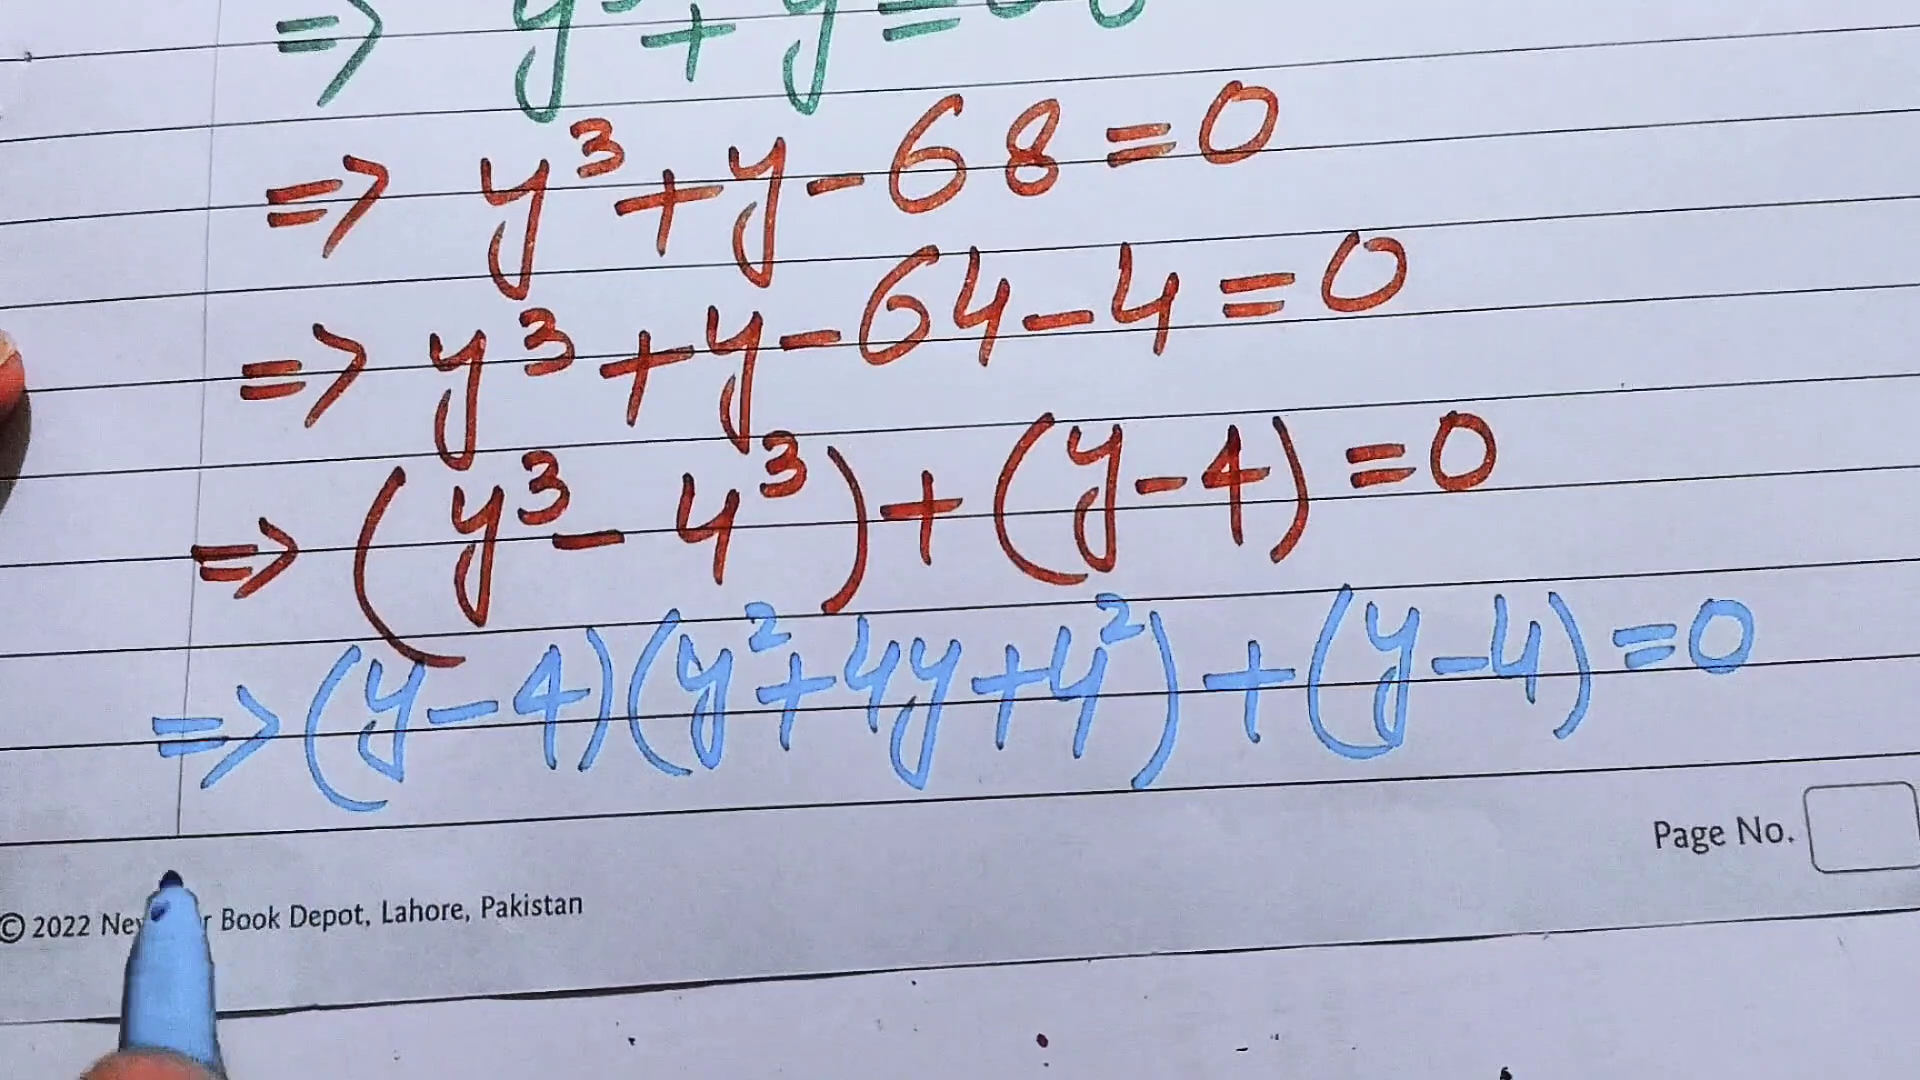 => y³ + y =
=> y³ + y - 68 = 0
=> y³ + y - 64 - 4 = 0
=> (y³ - 4³) + (y - 4) = 0
=> (y - 4)(y² + 4y + 4²) + (y - 4) = 0
Page No.
© 2022 Book Depot, Lahore, Pakistan